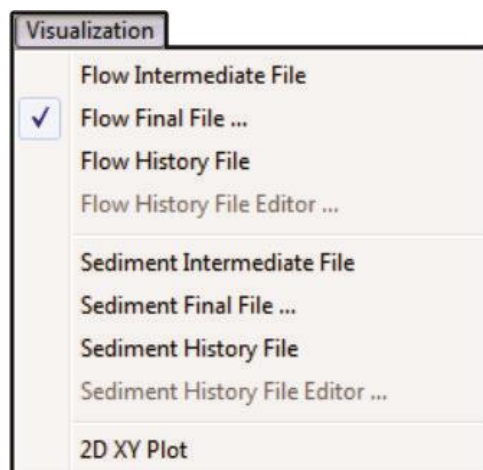 Visualization
Flow Intermediate File
Flow Final File ...
Flow History File
Flow History File Editor ...
Sediment Intermediate File
Sediment Final File ...
Sediment History File
Sediment History File Editor ...
2D XY Plot